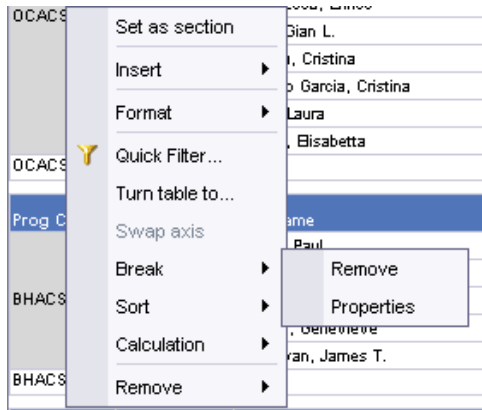 OCACS
Set as section
Gian L.
Insert
, Cristina
Garcia, Cristina
Format
Laura
, Elisabetta
Quick Filter...
OCACS
Turn table to...
Prog C
ame
Swap axis
Paul
Break
Remove
BHACS
Sort
Properties
, Genevieve
Calculation
van, James T.
BHACS
Remove